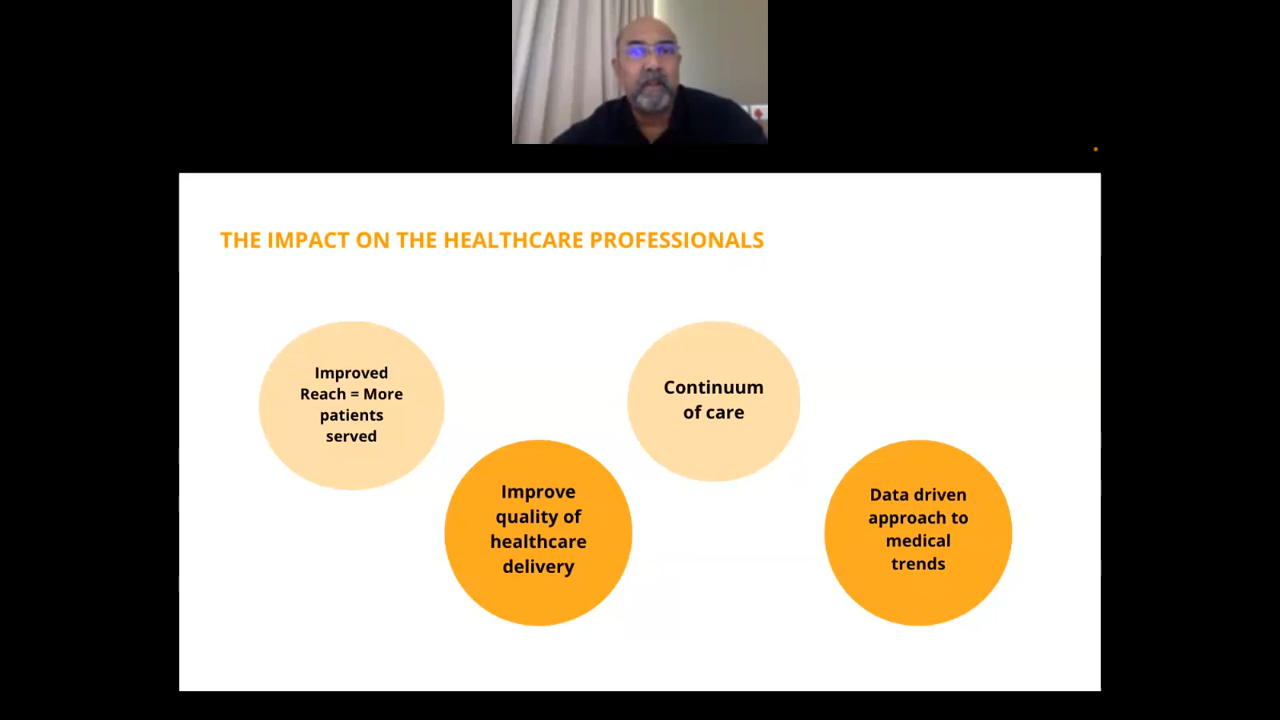 THE IMPACT ON THE HEALTHCARE PROFESSIONALS
Improved
Reach = More
patients
served
Improve
quality of
healthcare
delivery
Continuum
of care
Data driven
approach to
medical
trends